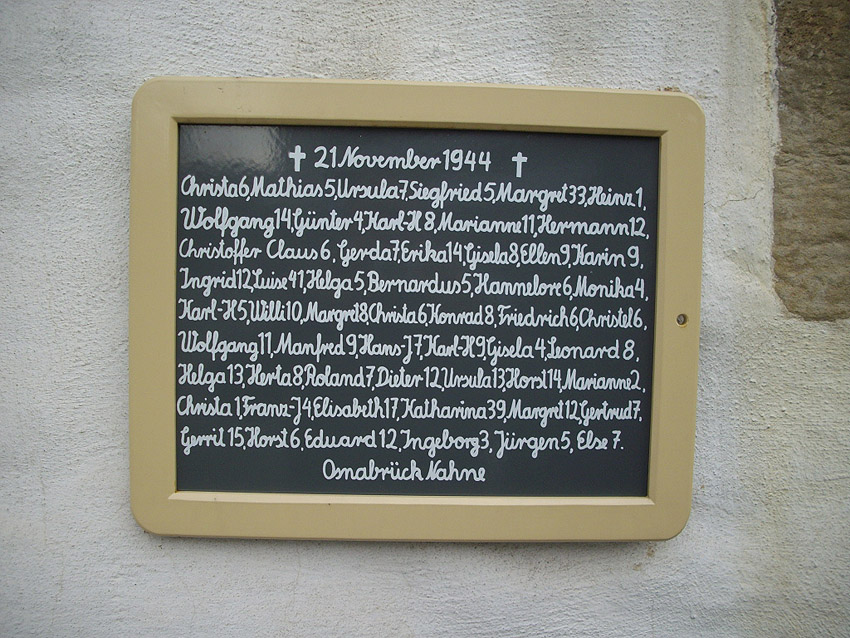 ✝ 21 November 1944 ✝
Christa 6, Mathias 5, Ursula 7, Siegfried 5, Margret 33, Heinz 1,
Wolfgang 14, Günter 4, Karl-H 8, Marianne 11, Hermann 12,
Christoffer Claus 6, Gerda 7, Erika 14, Gisela 8, Ellen 9, Karin 9,
Ingrid 12, Luise 41, Helga 5, Bernardus 5, Hannelore 6, Monika 4,
Karl-H 5, Willi 10, Margret 8, Christa 6, Konrad 8, Friedrich 6, Christel 6,
Wolfgang 11, Manfred 9, Hans-J 7, Karl-H 9, Gisela 4, Leonard 8,
Helga 13, Herta 8, Roland 7, Dieter 12, Ursula 13, Horst 14, Marianne 2,
Christa 1, Franz-J 4, Elisabeth 17, Katharina 39, Margret 12, Gertrud 7,
Gerrit 15, Horst 6, Eduard 12, Ingeborg 3, Jürgen 5, Else 7.
Osnabrück Nahne